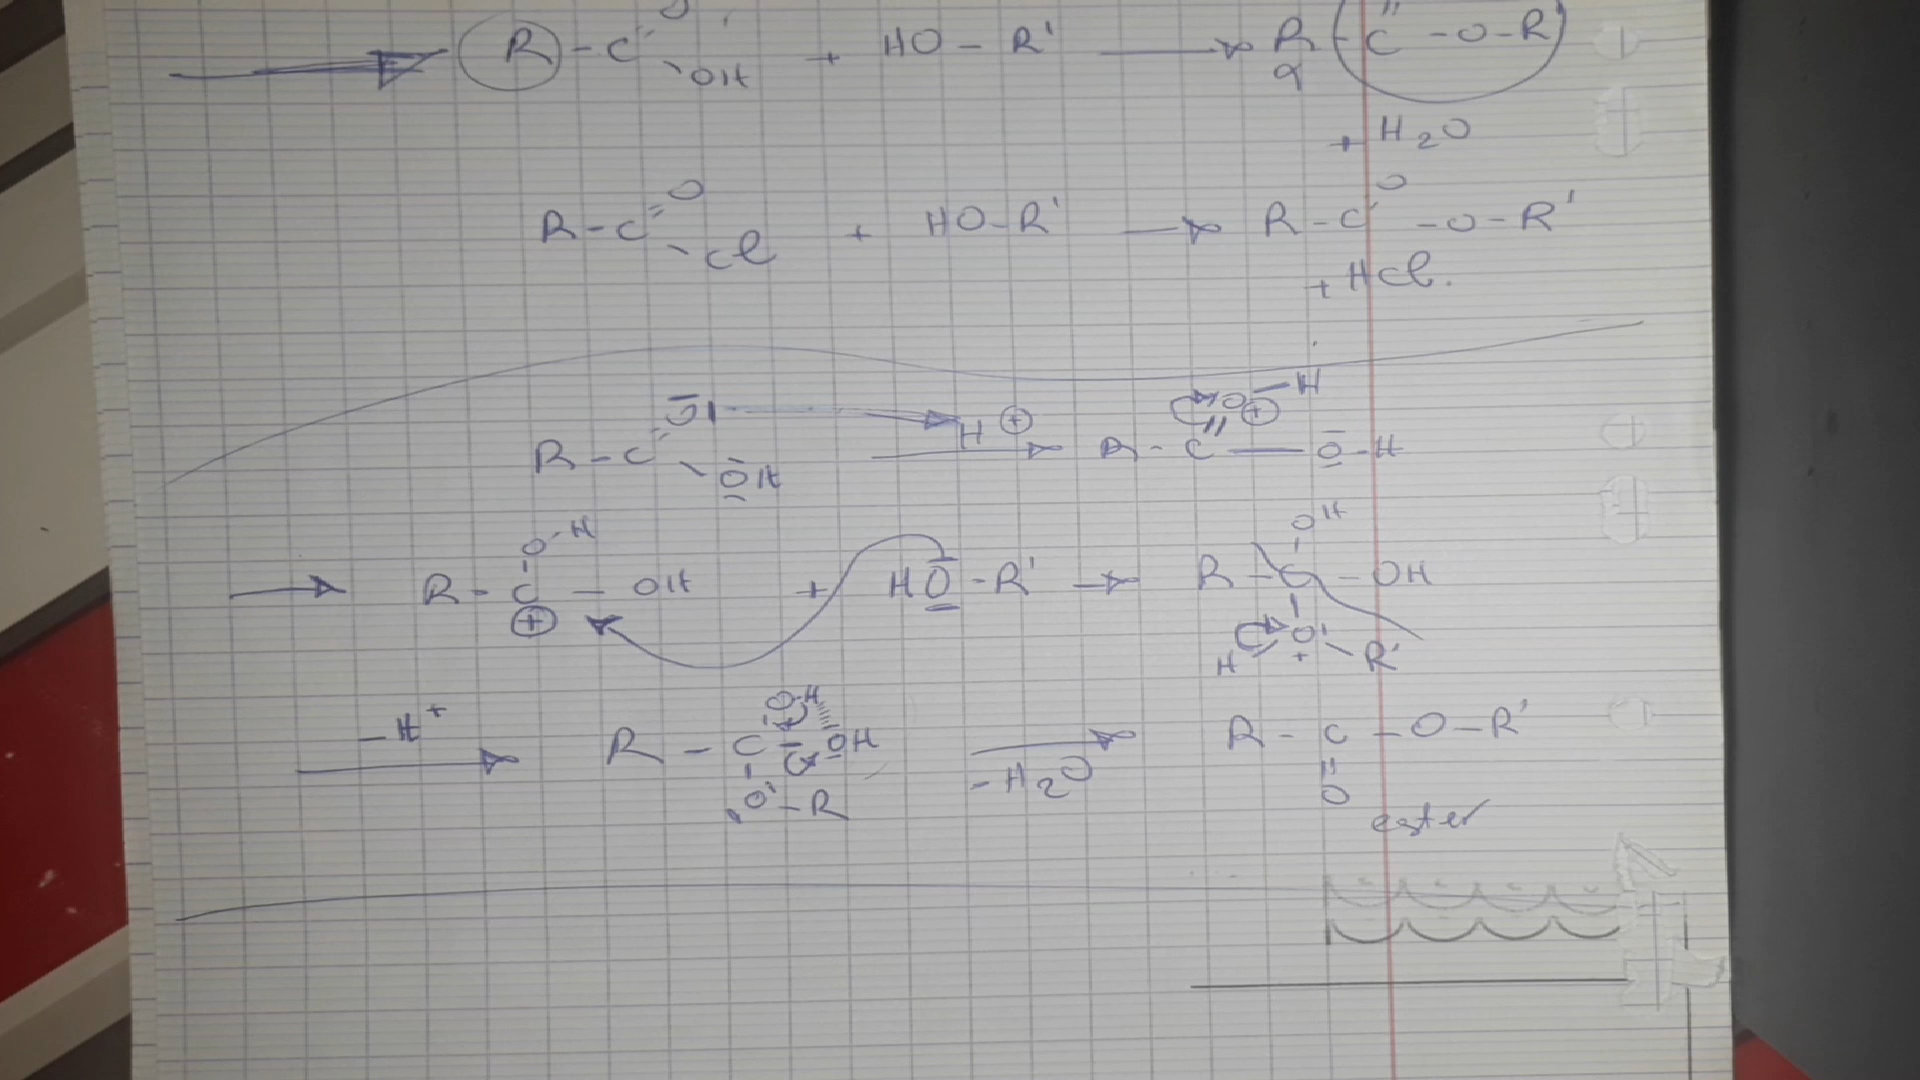 O O
R - C - OH + HO - R' → R - C - O - R
α
+ H2O
O O
R - C - Cl + HO - R' → R - C - O - R'
+ HCl.
O H + O + H
R - C = OH → R - C - O - H
O - H OH
→ R - C - OH + HO - R' → R - C - OH
+ H O + R'
- H+ O - H
R - C - OH → - H2O R - C - O - R'
O - R O
ester